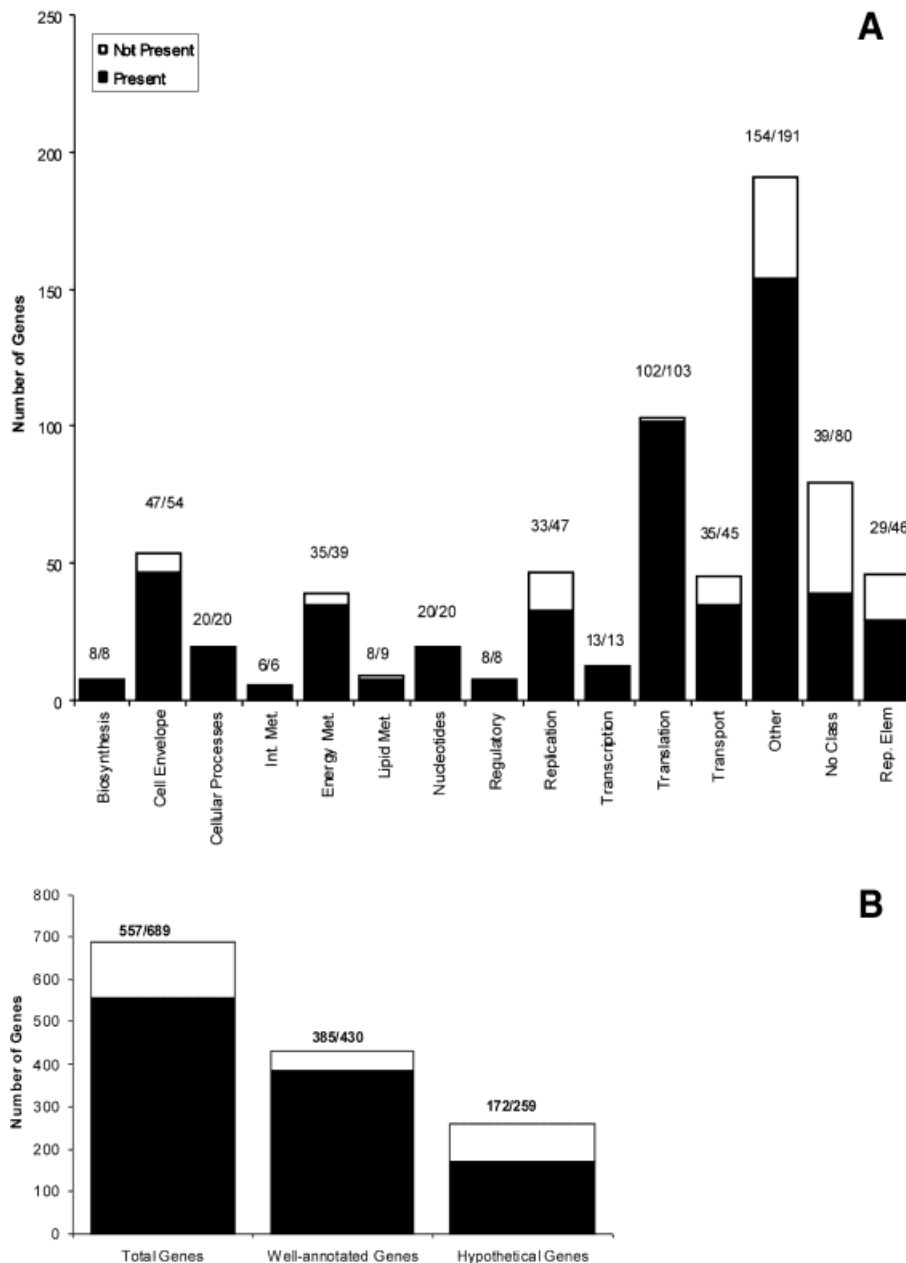 A
250
200
150
100
50
0
Number of Genes
Not Present
Present
8/8
47/54
20/20
6/6
35/39
8/9
20/20
8/8
33/47
13/13
102/103
35/45
154/191
39/80
29/46
Biosynthesis
Cell Envelope
Cellular Processes
Int. Met.
Energy Met.
Lipid Met.
Nucleotides
Regulatory
Replication
Transcription
Translation
Transport
Other
No Class
Rep. Elem
B
800
700
600
500
400
300
200
100
0
Number of Genes
557/689
385/430
172/259
Total Genes
Well-annotated Genes
Hypothetical Genes